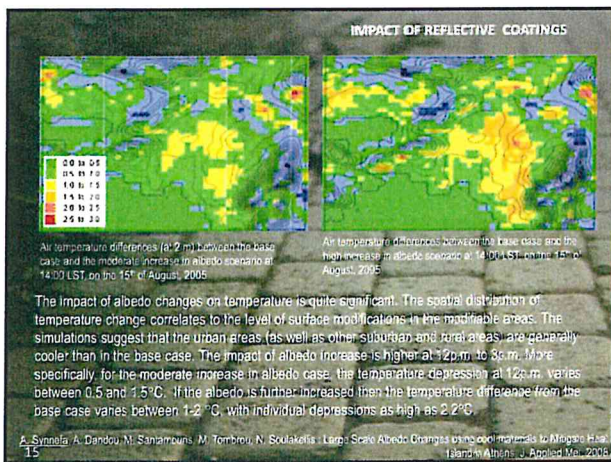 IMPACT OF REFLECTIVE COATINGS
0.0 to 0.5
0.5 to 1.0
1.0 to 1.5
1.5 to 2.0
2.0 to 2.5
2.5 to 3.0
Air temperature differences (at 2 m) between the base
case and the moderate increase in albedo scenario at
14:00 LST, on the 15th of August, 2005
Air temperature differences between the base case and the
high increase in albedo scenario at 14:00 LST, on the 15th of
August, 2005
The impact of albedo changes on temperature is quite significant. The spatial distribution of
temperature change correlates to the level of surface modifications in the modifiable areas. The
simulations suggest that the urban areas (as well as other suburban and rural areas) are generally
cooler than in the base case. The impact of albedo increase is higher at 12p.m. to 3p.m. More
specifically, for the moderate increase in albedo case, the temperature depression at 12p.m. varies
between 0.5 and 1.5°C. If the albedo is further increased then the temperature difference from the
base case varies between 1-2 °C, with individual depressions as high as 2.2°C.
A. Synnefa, A. Dandou, M. Santamouris, M. Tombrou, N. Soulakellis : Large Scale Albedo Changes using cool materials to Mitigate Heat
Island in Athens, J. Applied Met., 2008
15